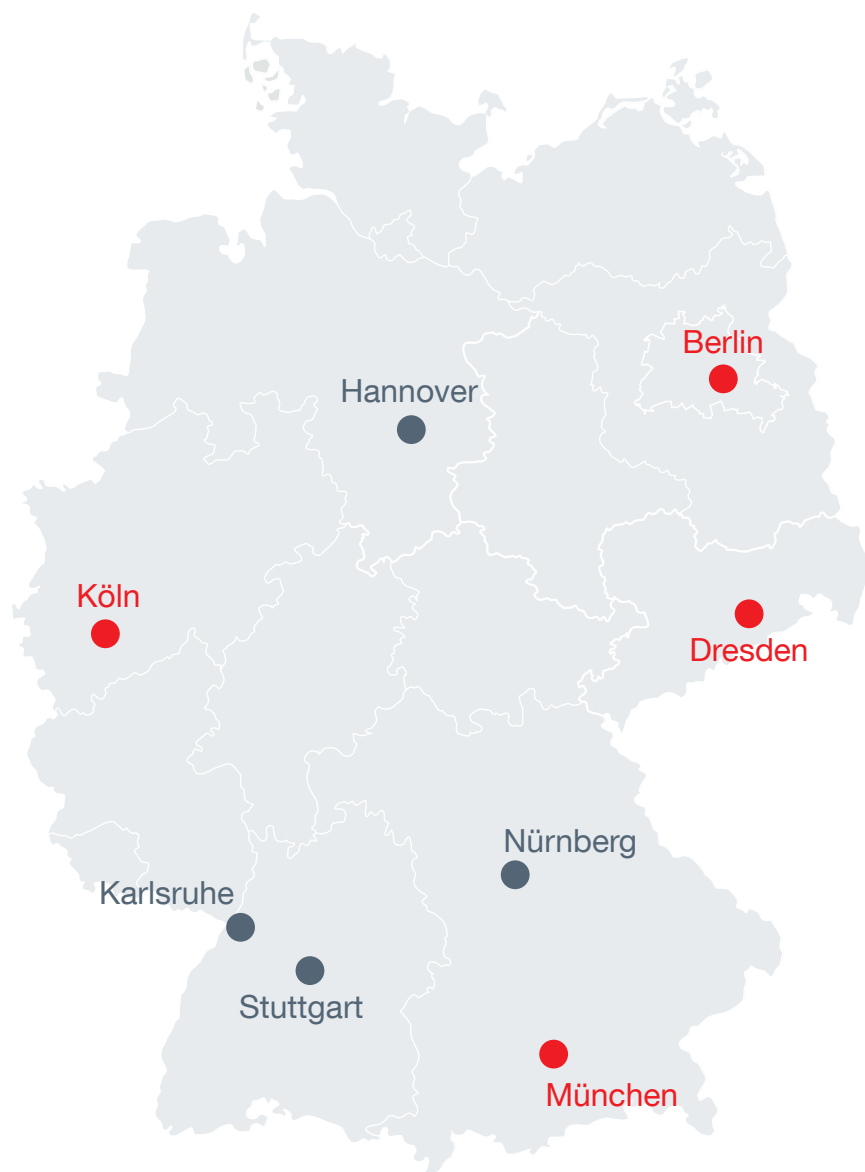 Berlin
Hannover
Köln
Dresden
Nürnberg
Karlsruhe
Stuttgart
München